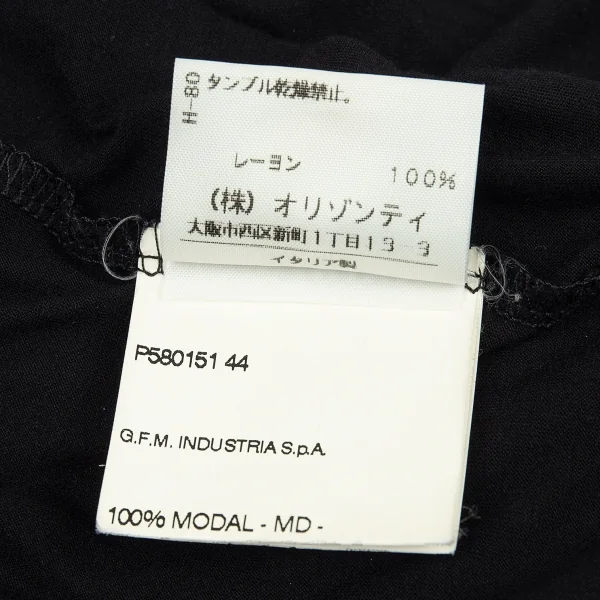 H-80
タンブル乾燥禁止。
レーヨン 100%
(株) オリゾンティ
大阪市西区新町1丁目13 3
イタリア製
P580151 44
G.F.M. INDUSTRIA S.p.A.
100% MODAL - MD -